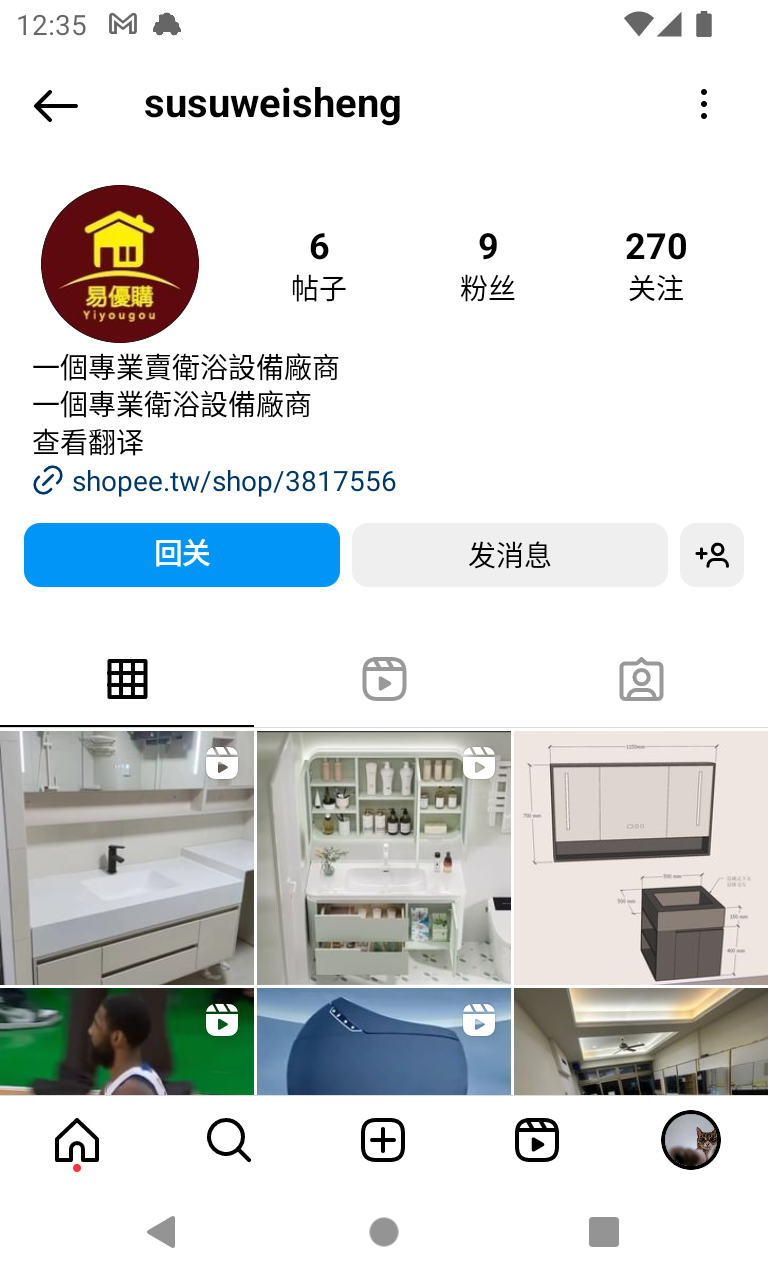 12:35
susuweisheng
易優購
Yiyougou
6
帖子
9
粉丝
270
关注
一個專業賣衛浴設備廠商
一個專業衛浴設備廠商
查看翻译
shopee.tw/shop/3817556
回关
发消息
700 mm
500 mm
550 mm
150 mm
400 mm